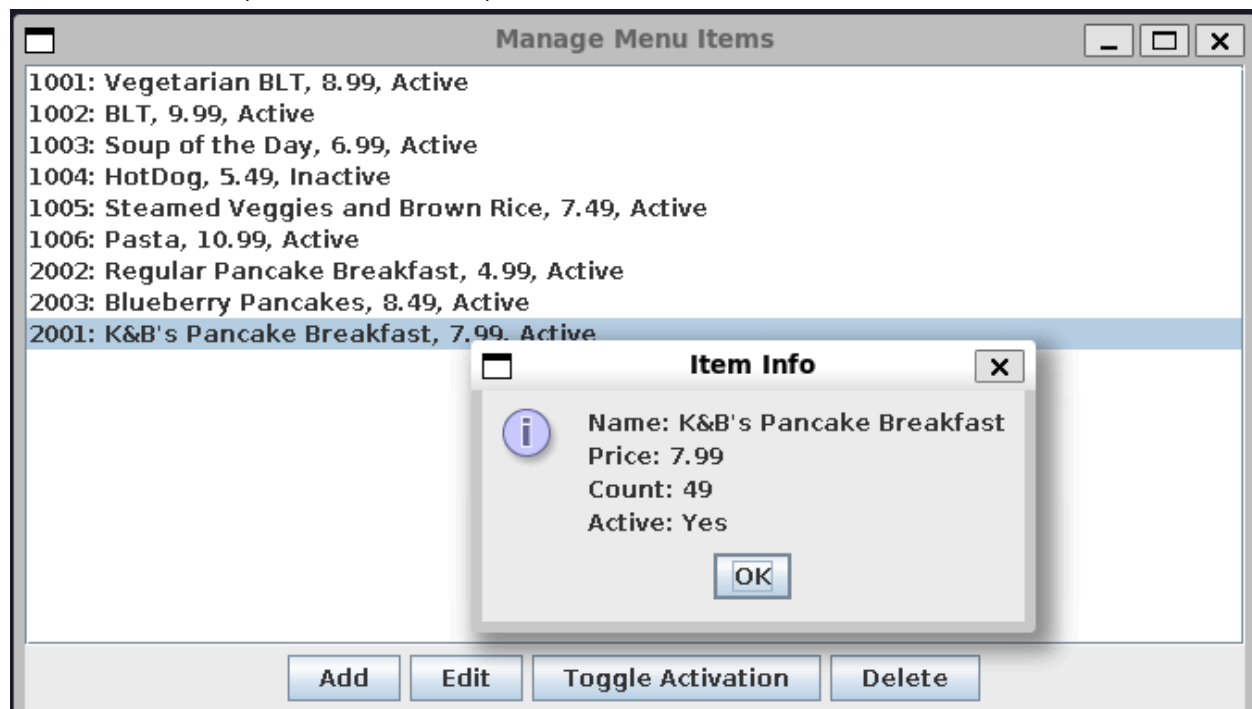 Manage Menu Items
1001: Vegetarian BLT, 8.99, Active
1002: BLT, 9.99, Active
1003: Soup of the Day, 6.99, Active
1004: HotDog, 5.49, Inactive
1005: Steamed Veggies and Brown Rice, 7.49, Active
1006: Pasta, 10.99, Active
2002: Regular Pancake Breakfast, 4.99, Active
2003: Blueberry Pancakes, 8.49, Active
2001: K&B's Pancake Breakfast, 7.99, Active
Item Info
Name: K&B's Pancake Breakfast
Price: 7.99
Count: 49
Active: Yes
OK
Add Edit Toggle Activation Delete